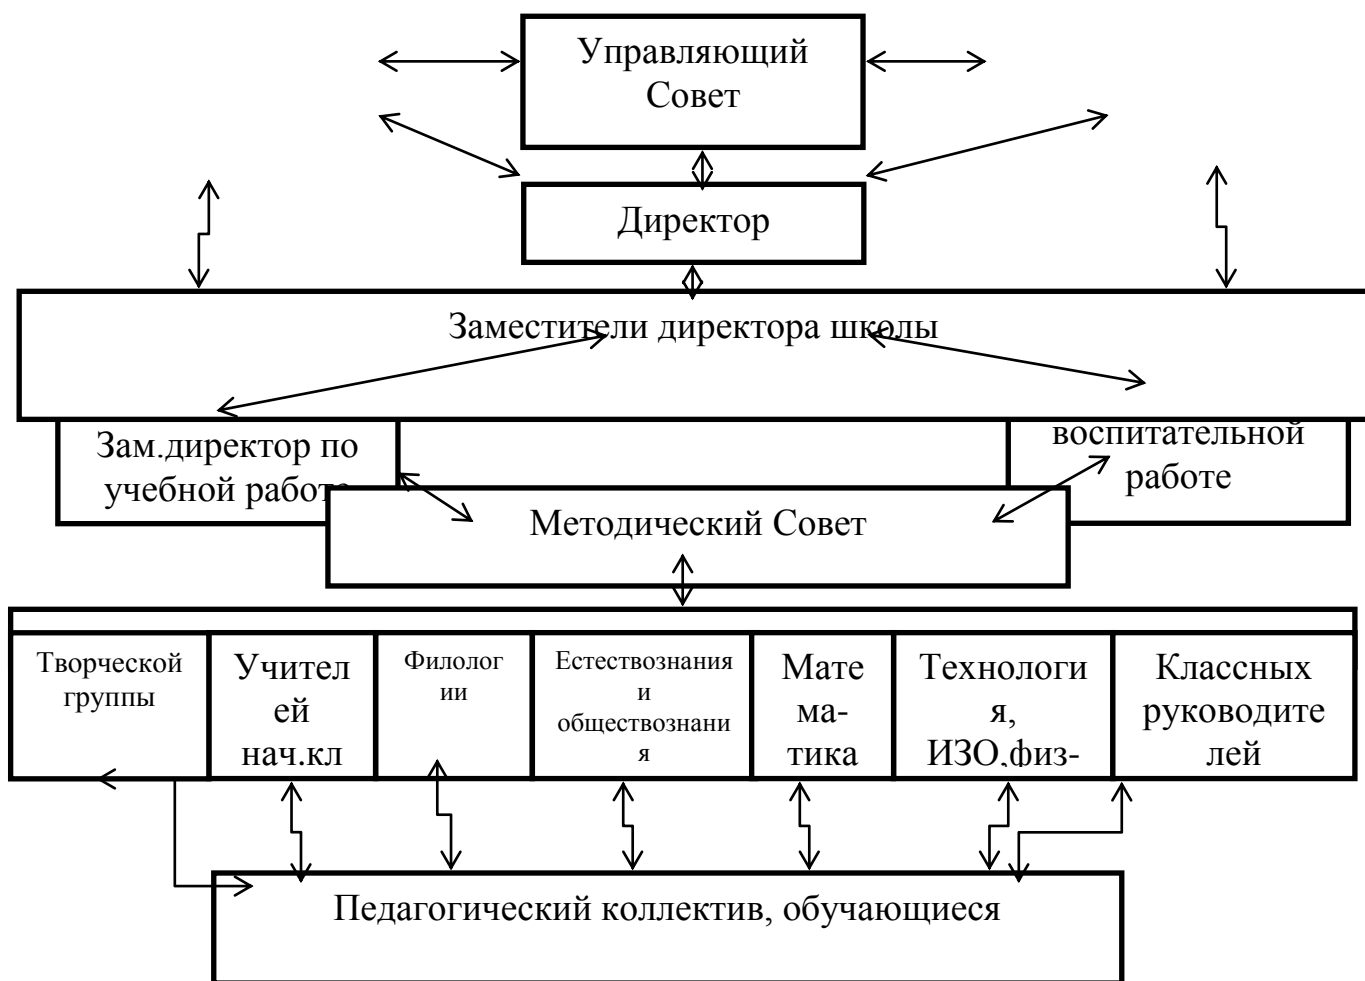 Управляющий
Совет
Директор
Заместители директора школы
Зам.директор по
учебной работе
воспитательной
работе
Методический Совет
Творческой
группы
Учител
ей
нач.кл
Филолог
ии
Естествознания
и
обществознани
я
Мате
ма-
тика
Технологи
я,
ИЗО,физ-
Классных
руководите
лей
Педагогический коллектив, обучающиеся